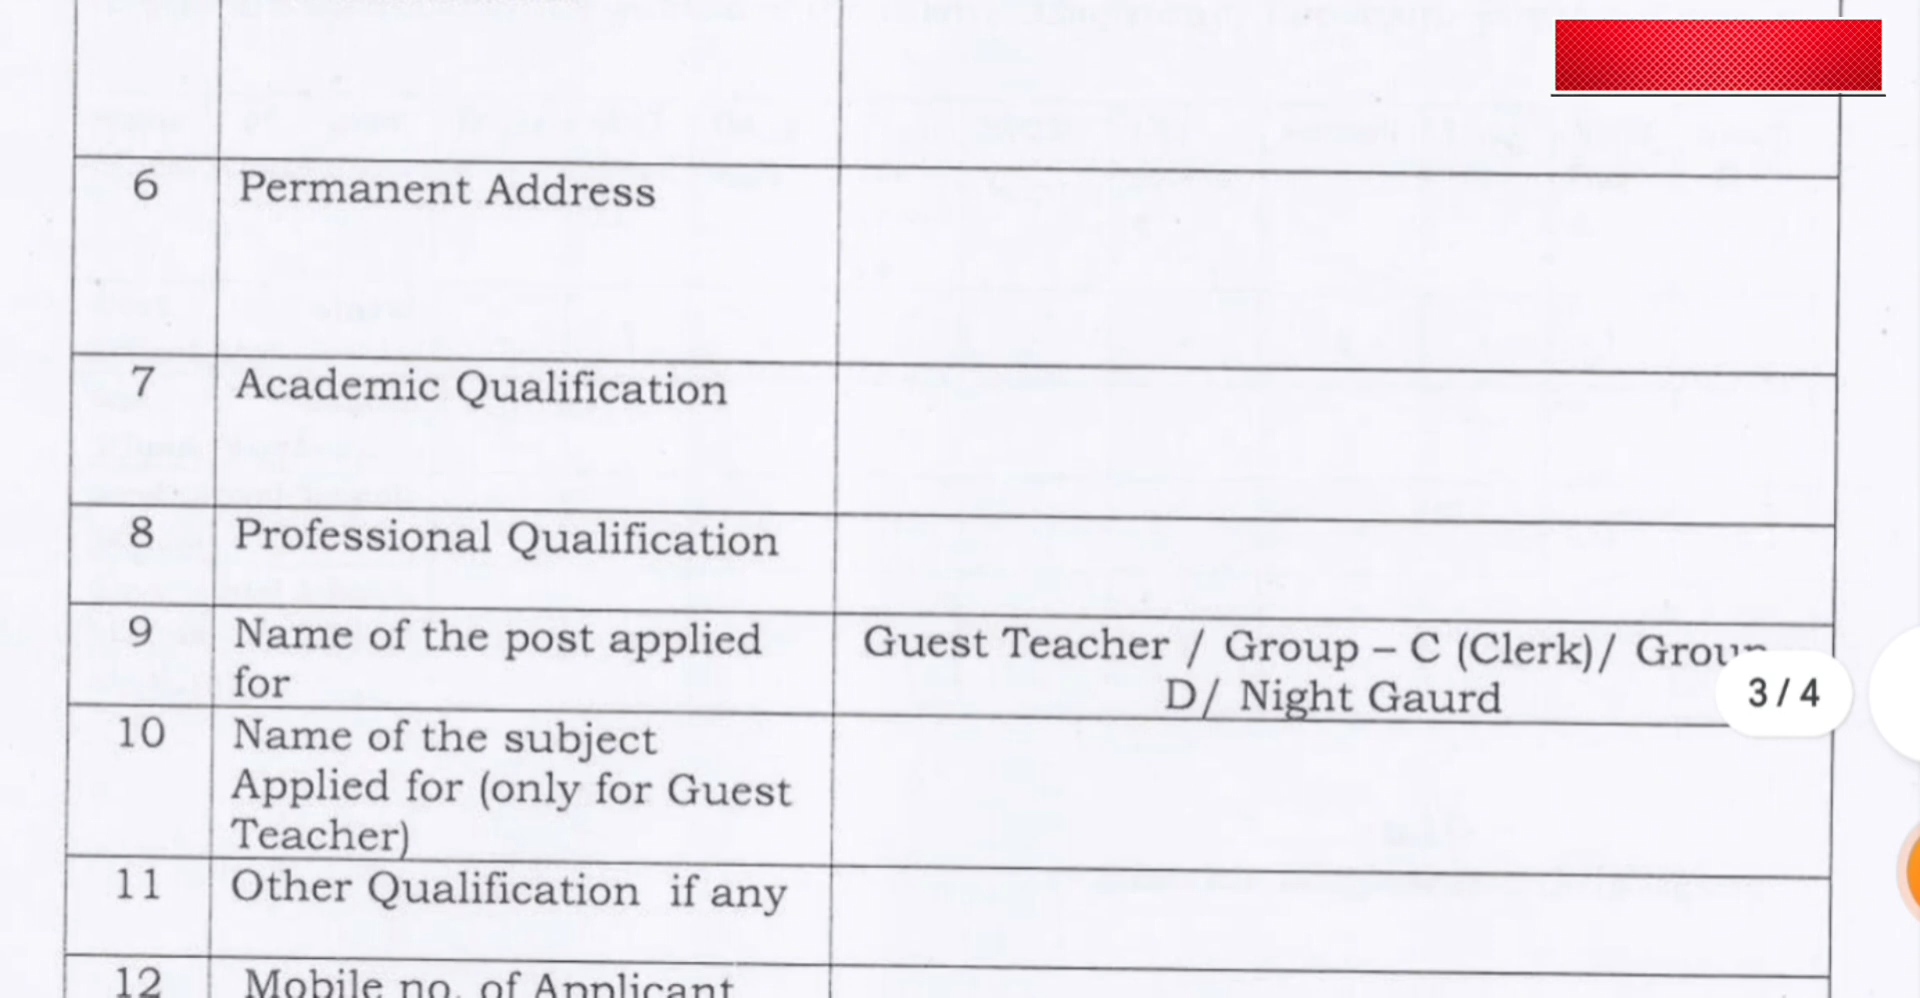 6 Permanent Address
7 Academic Qualification
8 Professional Qualification
9 Name of the post applied
for
Guest Teacher / Group – C (Clerk)/ Group
D/ Night Gaurd
3 / 4
10 Name of the subject
Applied for (only for Guest
Teacher)
11 Other Qualification if any
12 Mobile no. of Applicant